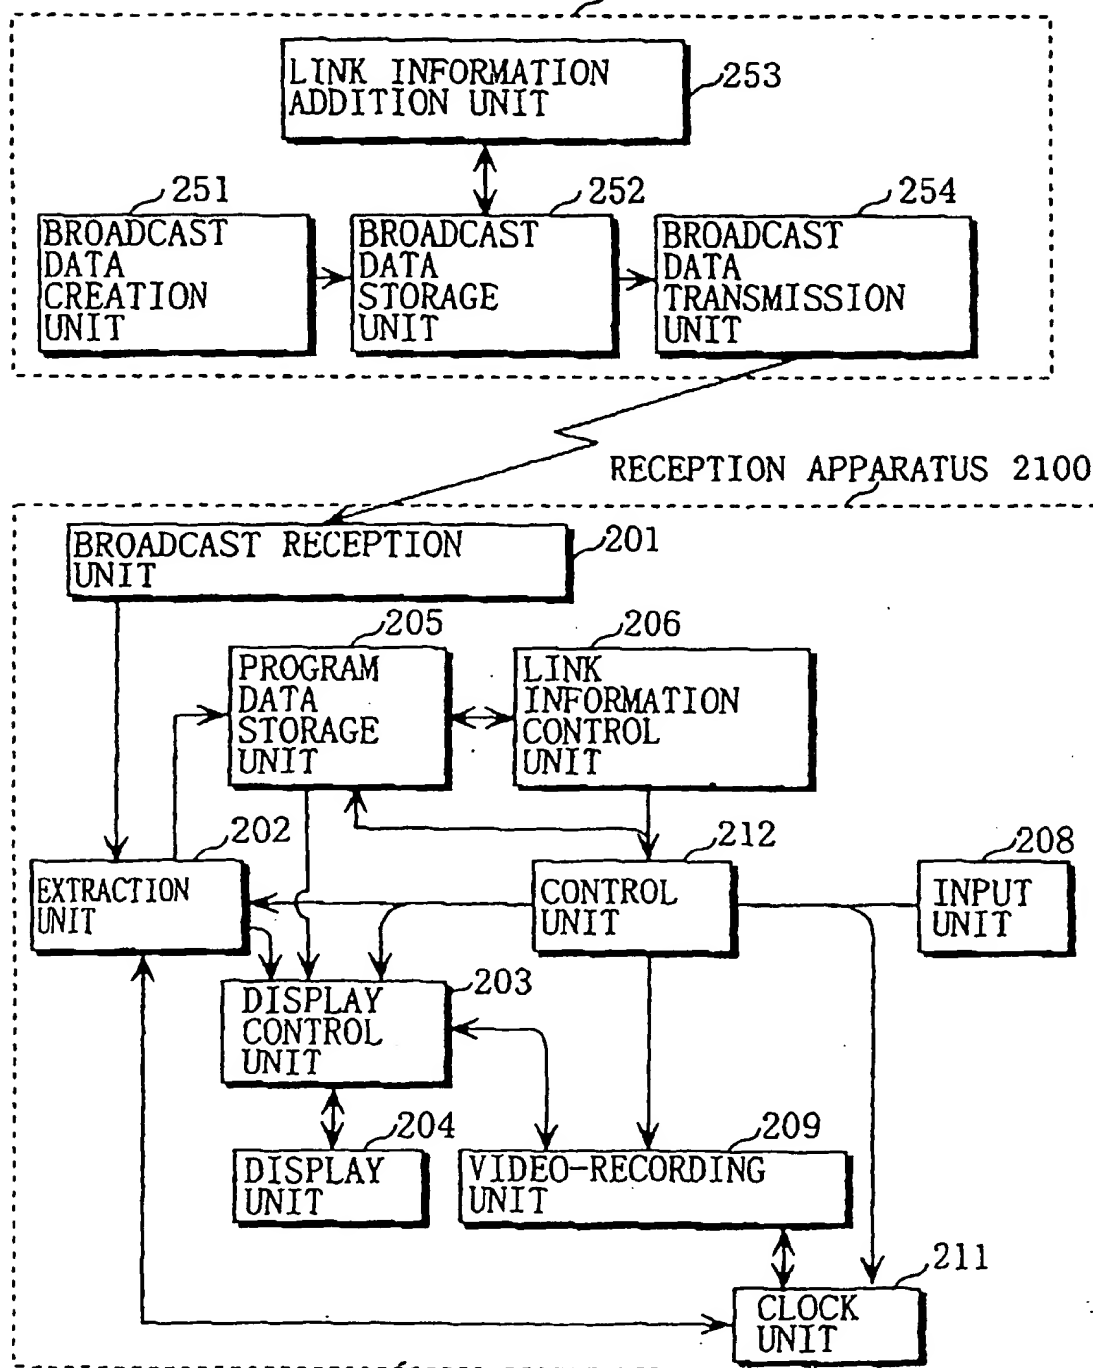 LINK INFORMATION
ADDITION UNIT
253
251
252
254
BROADCAST
DATA
CREATION
UNIT
BROADCAST
DATA
STORAGE
UNIT
BROADCAST
DATA
TRANSMISSION
UNIT
RECEPTION APPARATUS 2100
BROADCAST RECEPTION
UNIT
201
205
206
PROGRAM
DATA
STORAGE
UNIT
LINK
INFORMATION
CONTROL
UNIT
202
212
208
EXTRACTION
UNIT
CONTROL
UNIT
INPUT
UNIT
203
DISPLAY
CONTROL
UNIT
204
209
DISPLAY
UNIT
VIDEO-RECORDING
UNIT
211
CLOCK
UNIT